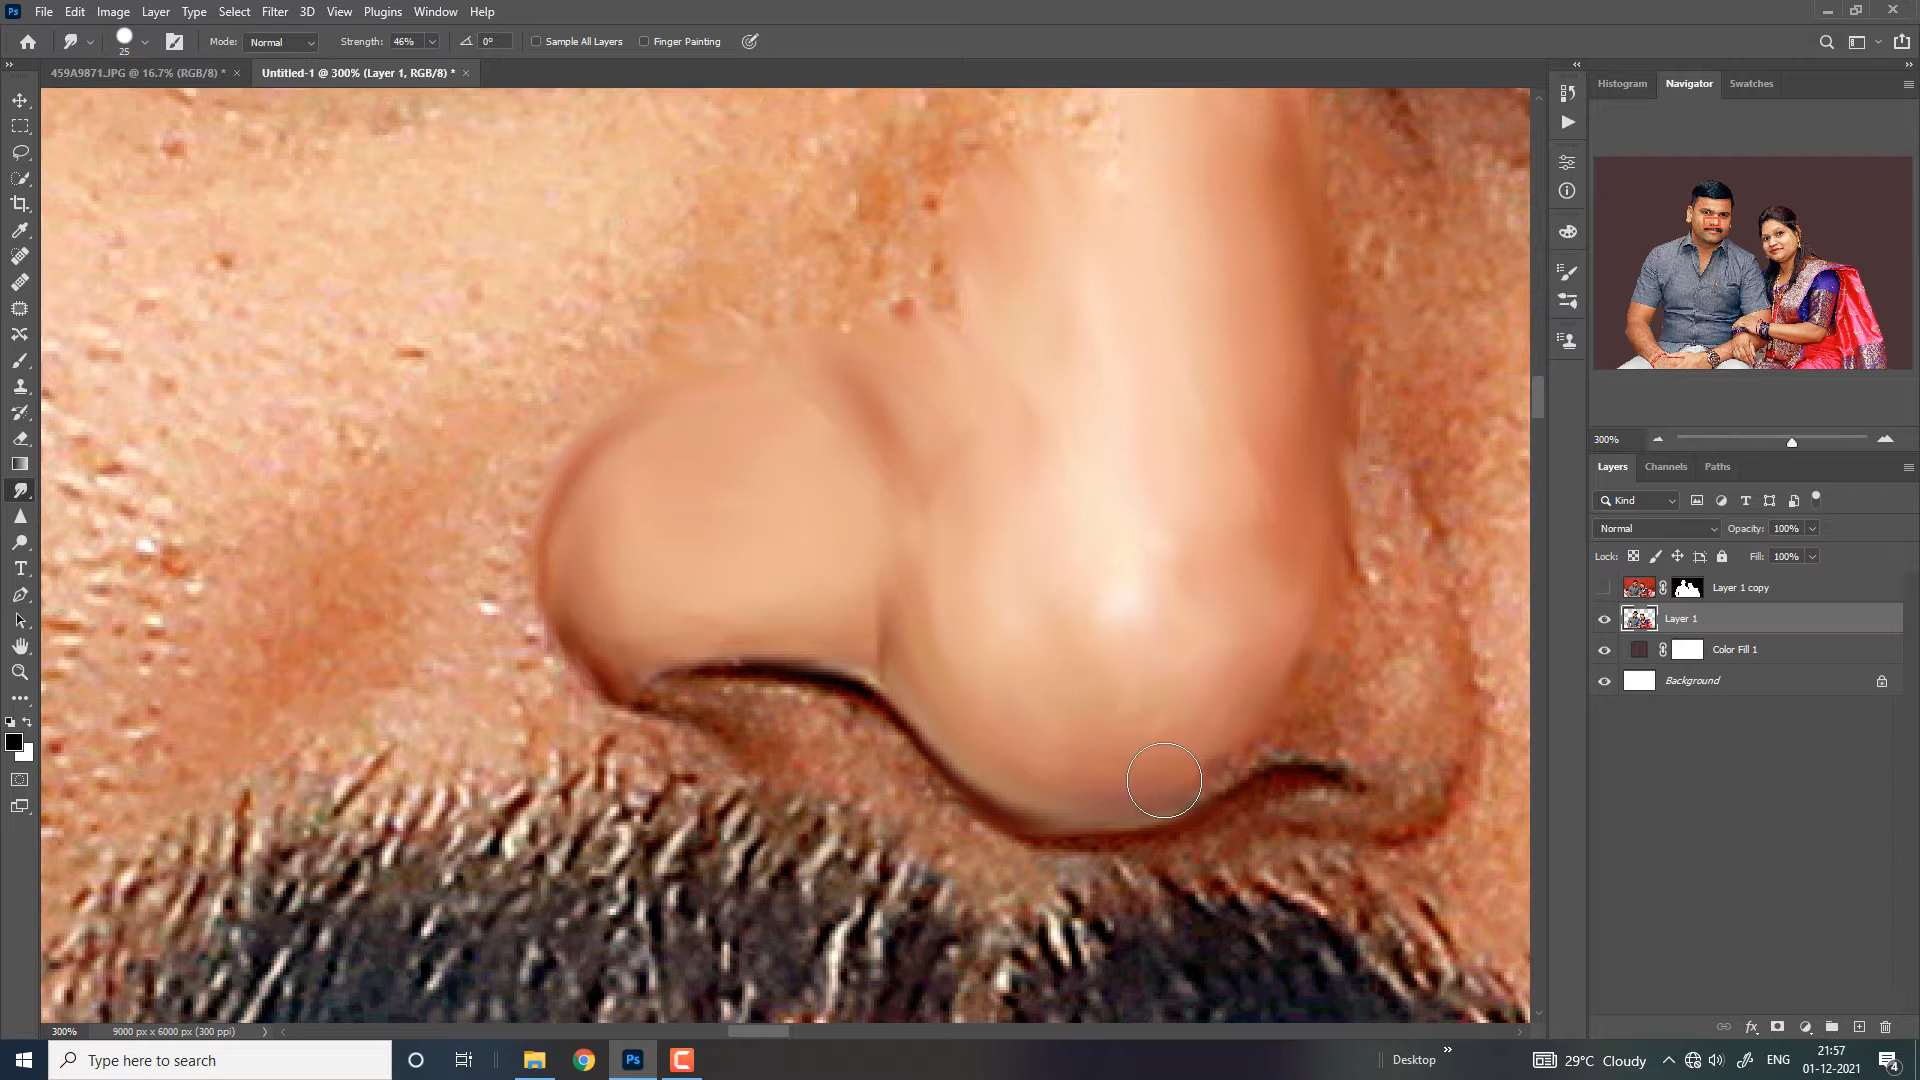 Ps File Edit Image Layer Type Select Filter 3D View Plugins Window Help
25 Mode: Normal Strength: 46% 0° Sample All Layers Finger Painting
459A9871.JPG @ 16.7% (RGB/8) * × Untitled-1 @ 300% (Layer 1, RGB/8) * ×
Histogram Navigator Swatches
300%
Layers Channels Paths
Kind
Normal Opacity: 100%
Lock: Fill: 100%
Layer 1 copy
Layer 1
Color Fill 1
Background
300% 9000 px x 6000 px (300 ppi)
Type here to search
Ps
Desktop
29°C Cloudy
ENG
21:57
01-12-2021
4